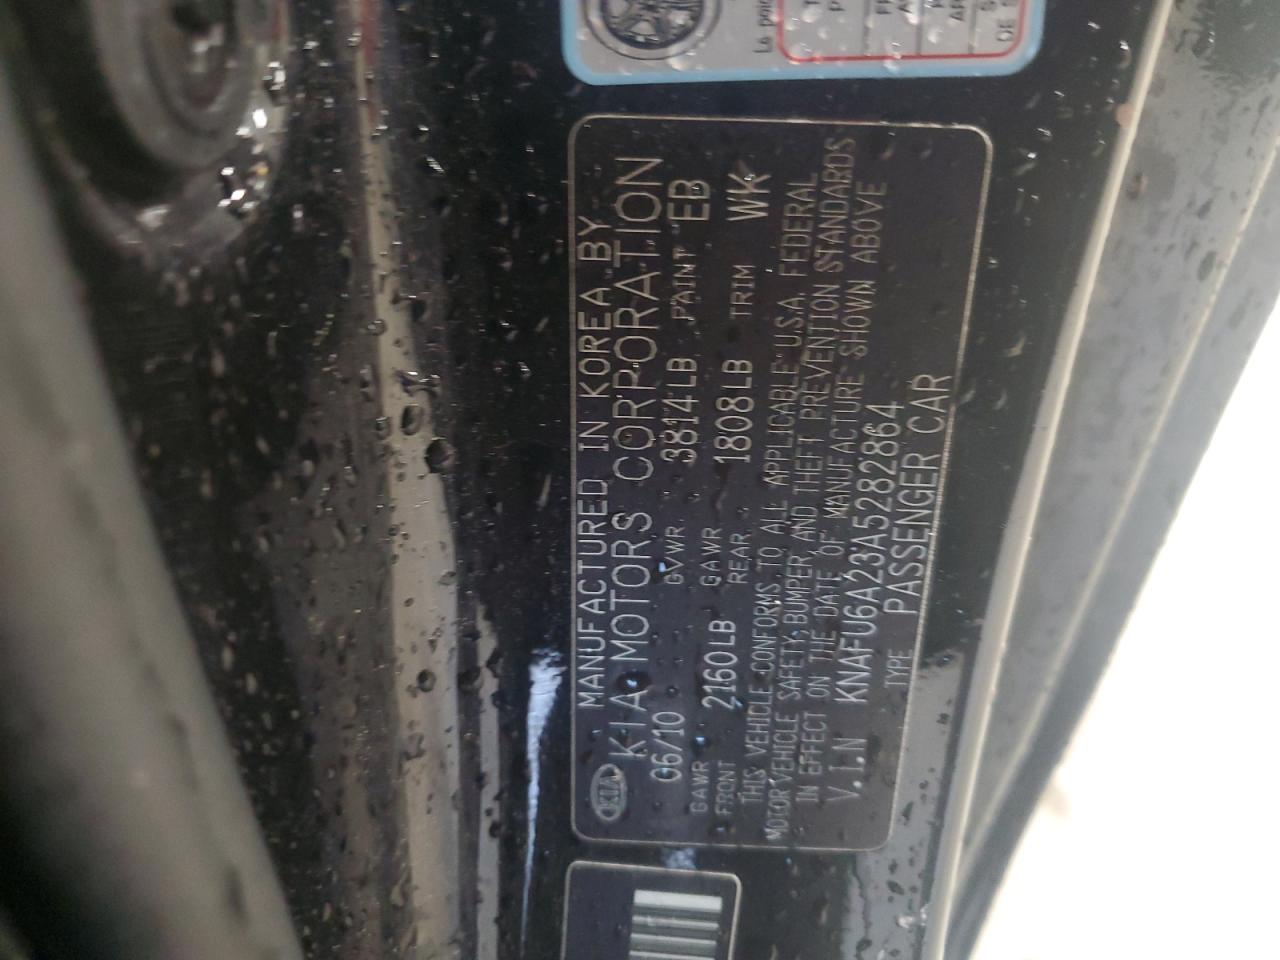 MANUFACTURED IN KOREA BY
KIA KIA MOTORS CORPORATION
06/10 GVWR 3814LB PAINT EB
GAWR FRONT 2160LB GAWR REAR 1808LB TRIM WK
THIS VEHICLE CONFORMS TO ALL APPLICABLE U.S.A. FEDERAL
MOTOR VEHICLE SAFETY, BUMPER, AND THEFT PREVENTION STANDARDS
IN EFFECT ON THE DATE OF MANUFACTURE SHOWN ABOVE
V.I.N KNAFU6A23A5282864
TYPE PASSENGER CAR